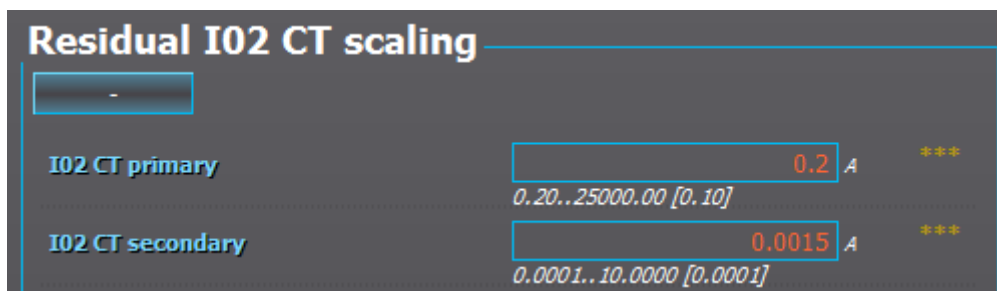 Residual I02 CT scaling
-
I02 CT primary 0.2 A ***
0.20..25000.00 [0.10]
I02 CT secondary 0.0015 A ***
0.0001..10.0000 [0.0001]